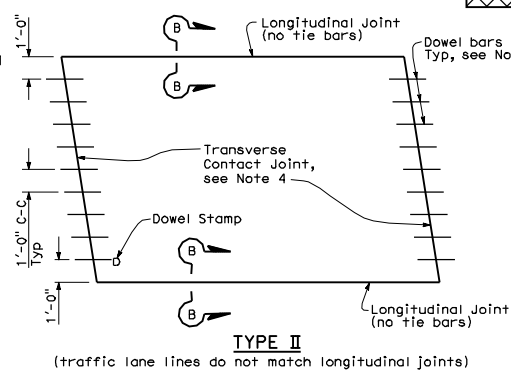 1'-0"
B
Longitudinal Joint
(no tie bars)
Dowel bars
Typ, see No
B
Transverse
Contact Joint,
see Note 4
1'-0" C-C
Typ
Dowel Stamp
D
B
1'-0"
B
Longitudinal Joint
(no tie bars)
TYPE II
(traffic lane lines do not match longitudinal joints)